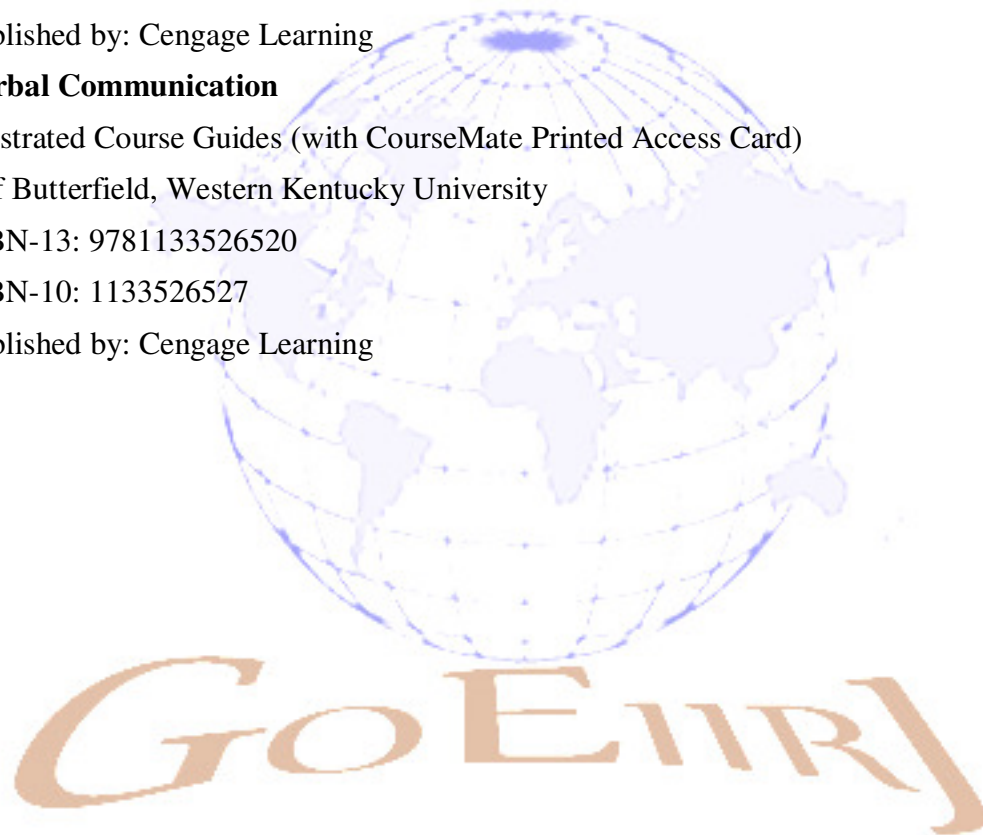 blished by: Cengage Learning
rbal Communication
strated Course Guides (with CourseMate Printed Access Card)
f Butterfield, Western Kentucky University
BN-13: 9781133526520
BN-10: 1133526527
blished by: Cengage Learning
GOEIIRJ